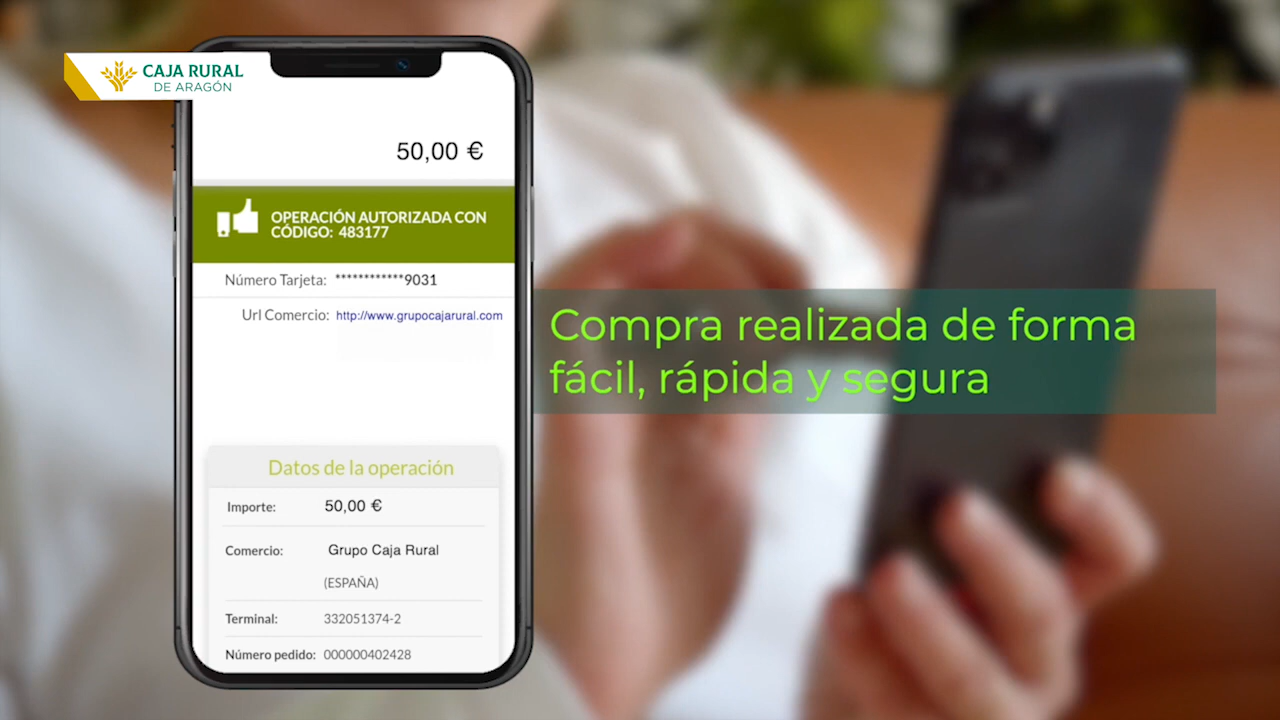 CAJA RURAL
DE ARAGÓN
50,00 €
OPERACIÓN AUTORIZADA CON
CÓDIGO: 483177
Número Tarjeta: ************9031
Url Comercio: http://www.grupocajarural.com
Compra realizada de forma
fácil, rápida y segura
Datos de la operación
Importe: 50,00 €
Comercio: Grupo Caja Rural
(ESPAÑA)
Terminal: 332051374-2
Número pedido: 000000402428